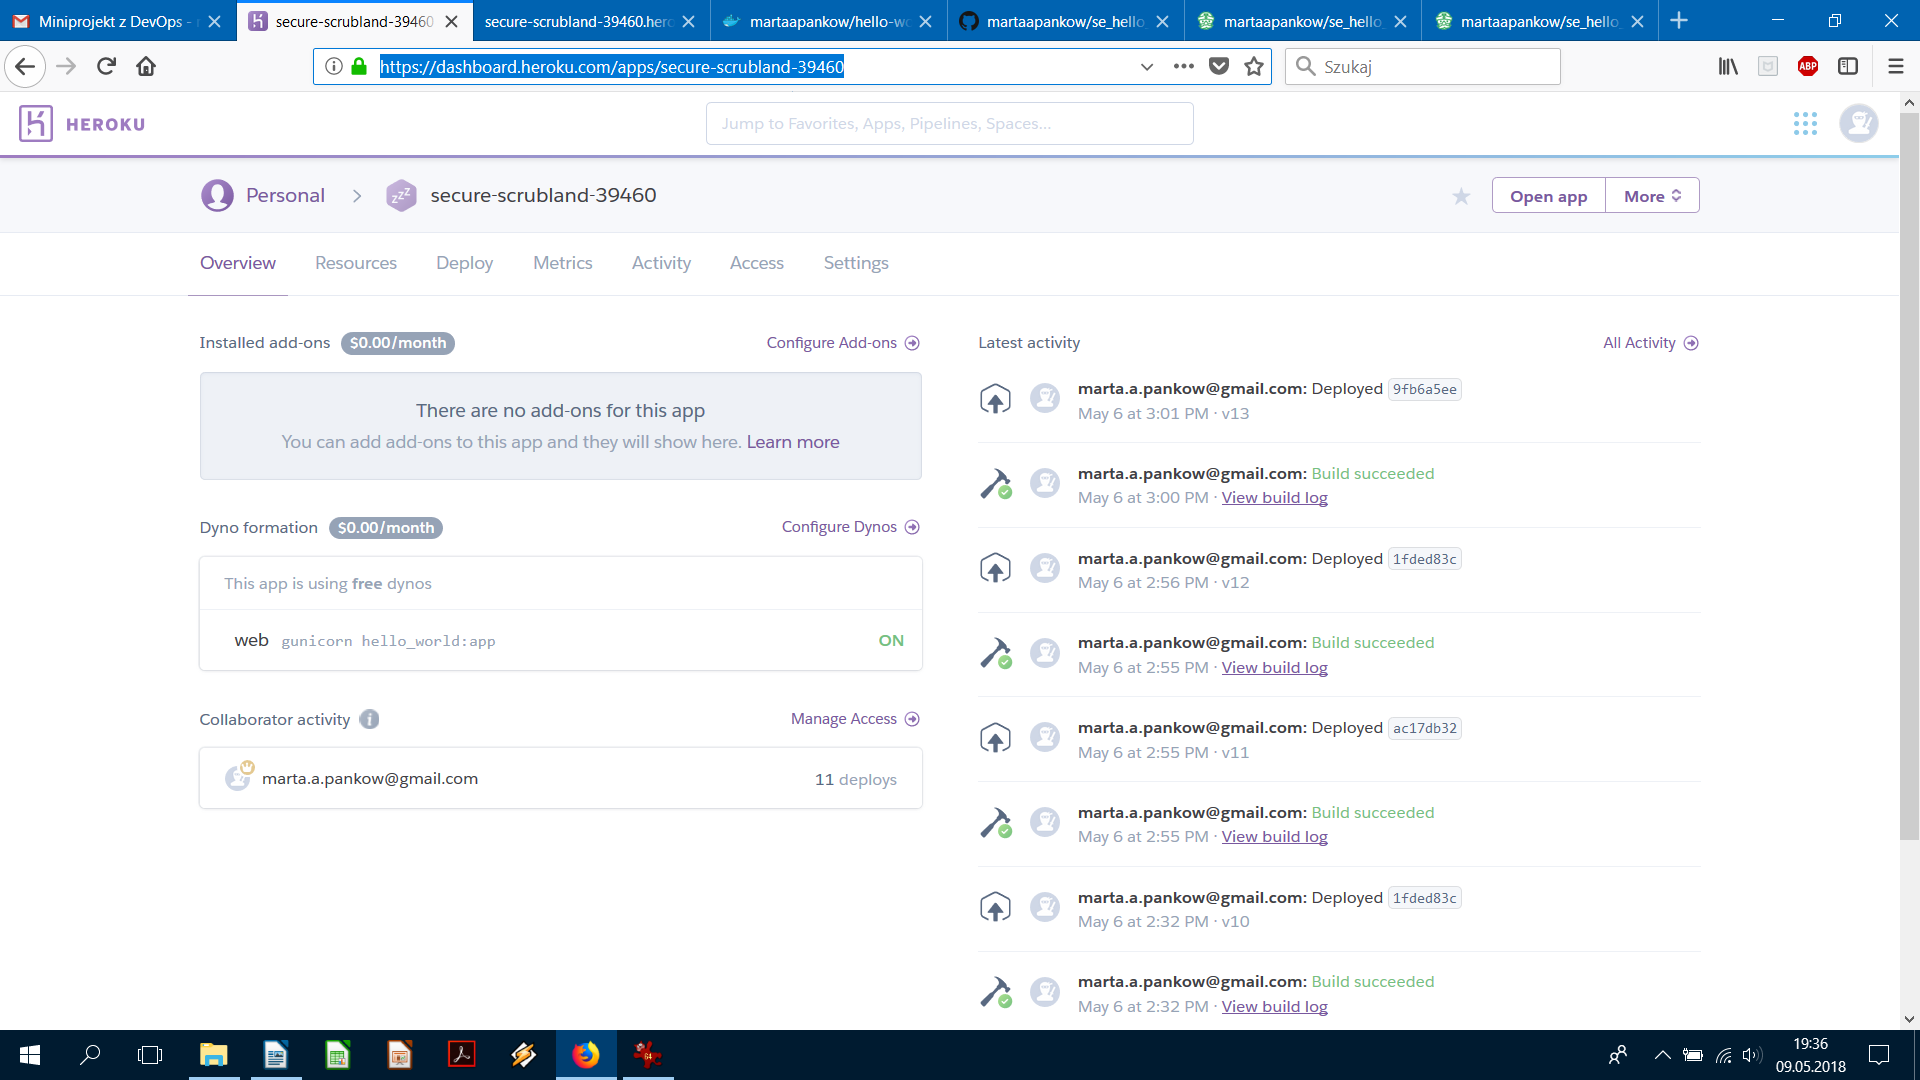 Miniprojekt z DevOps - r
secure-scrubland-39460
secure-scrubland-39460.hero
martaapankow/hello-wo
martaapankow/se_hello_
martaapankow/se_hello_
martaapankow/se_hello_
https://dashboard.heroku.com/apps/secure-scrubland-39460
Szukaj
ABP
HEROKU
Jump to Favorites, Apps, Pipelines, Spaces...
Personal > zzz secure-scrubland-39460
Open app
More
Overview
Resources
Deploy
Metrics
Activity
Access
Settings
Installed add-ons $0.00/month
Configure Add-ons
There are no add-ons for this app
You can add add-ons to this app and they will show here. Learn more
Dyno formation $0.00/month
Configure Dynos
This app is using free dynos
web gunicorn hello_world:app ON
Collaborator activity i
Manage Access
marta.a.pankow@gmail.com 11 deploys
Latest activity
All Activity
marta.a.pankow@gmail.com: Deployed 9fb6a5ee
May 6 at 3:01 PM · v13
marta.a.pankow@gmail.com: Build succeeded
May 6 at 3:00 PM · View build log
marta.a.pankow@gmail.com: Deployed 1fded83c
May 6 at 2:56 PM · v12
marta.a.pankow@gmail.com: Build succeeded
May 6 at 2:55 PM · View build log
marta.a.pankow@gmail.com: Deployed ac17db32
May 6 at 2:55 PM · v11
marta.a.pankow@gmail.com: Build succeeded
May 6 at 2:55 PM · View build log
marta.a.pankow@gmail.com: Deployed 1fded83c
May 6 at 2:32 PM · v10
marta.a.pankow@gmail.com: Build succeeded
May 6 at 2:32 PM · View build log
64
19:36
09.05.2018